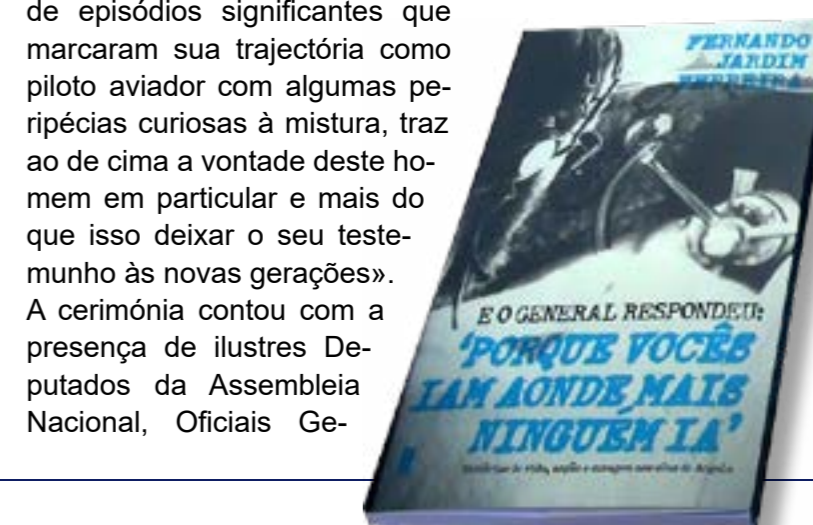 de episódios significantes que
marcaram sua trajectória como
piloto aviador com algumas pe-
ripécias curiosas à mistura, traz
ao de cima a vontade deste ho-
mem em particular e mais do
que isso deixar o seu teste-
munho às novas gerações».
A cerimónia contou com a
presença de ilustres De-
putados da Assembleia
Nacional, Oficiais Ge-
FERNANDO
JARDIM
E O GENERAL RESPONDEU:
‘PORQUE VOCÊS
IAM AONDE MAIS
NINGUÉM IA’